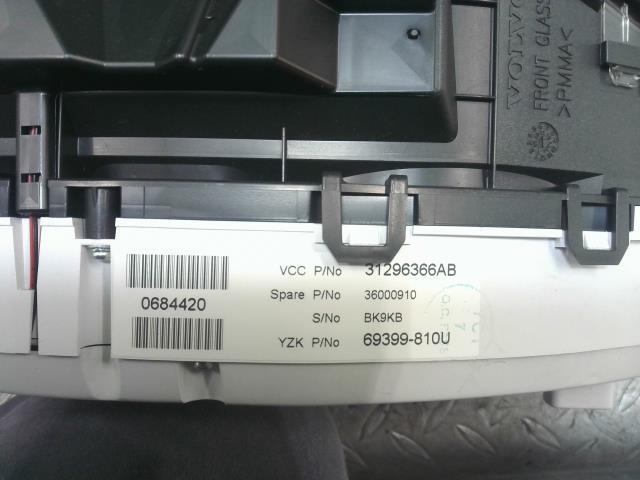 VOLVO
FRONT GLASS
>PMMA<
VCC P/No 31296366AB
Spare P/No 36000910
0684420
S/No BK9KB
YZK P/No 69399-810U